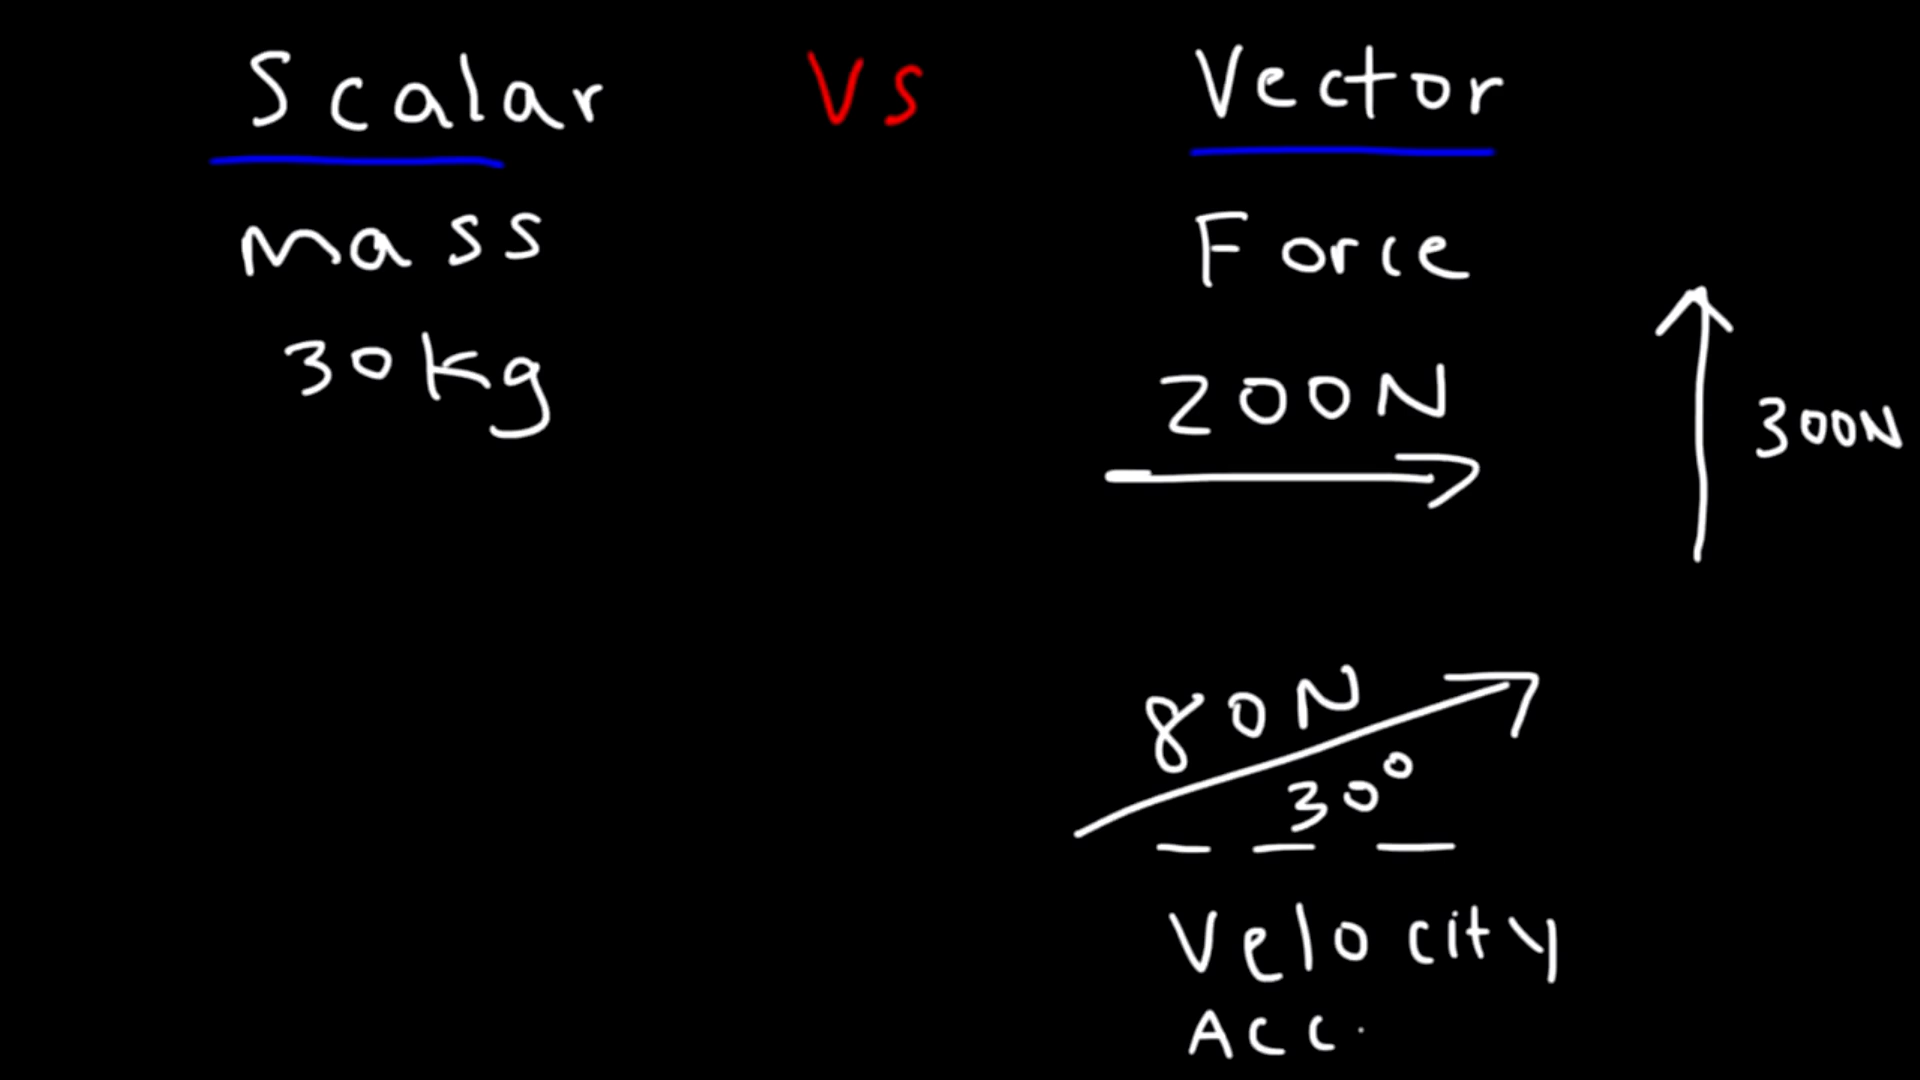 Scalar Vs Vector
mass
Force
30kg
200N
300N
80N
30°
Velocity
Acc.